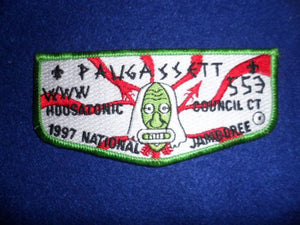 PAUGASSETT
WWW 553
HOUSATONIC COUNCIL CT
1997 NATIONAL JAMBOREE